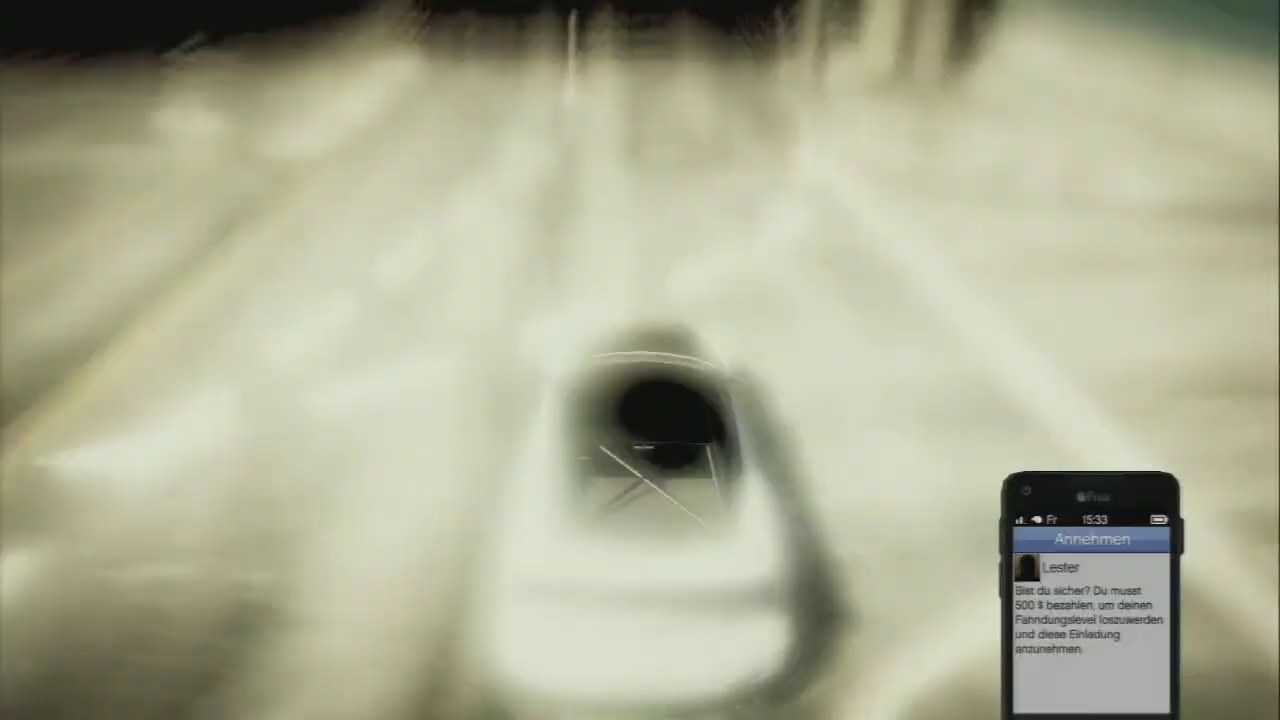 iFruit
Fr 15:33
Annehmen
Lester
Bist du sicher? Du musst
500 $ bezahlen, um deinen
Fahndungslevel loszuwerden
und diese Einladung
anzunehmen.